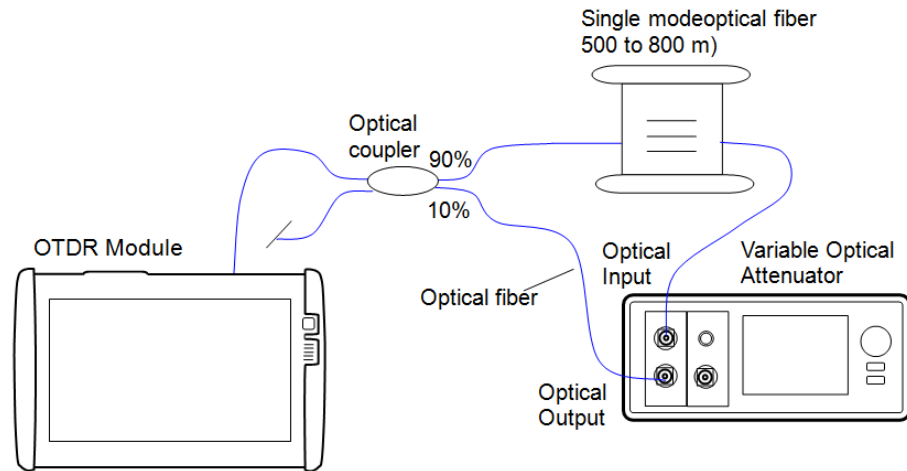 Single modeoptical fiber
500 to 800 m)
Optical
coupler
90%
10%
OTDR Module
Optical fiber
Optical
Input
Variable Optical
Attenuator
Optical
Output